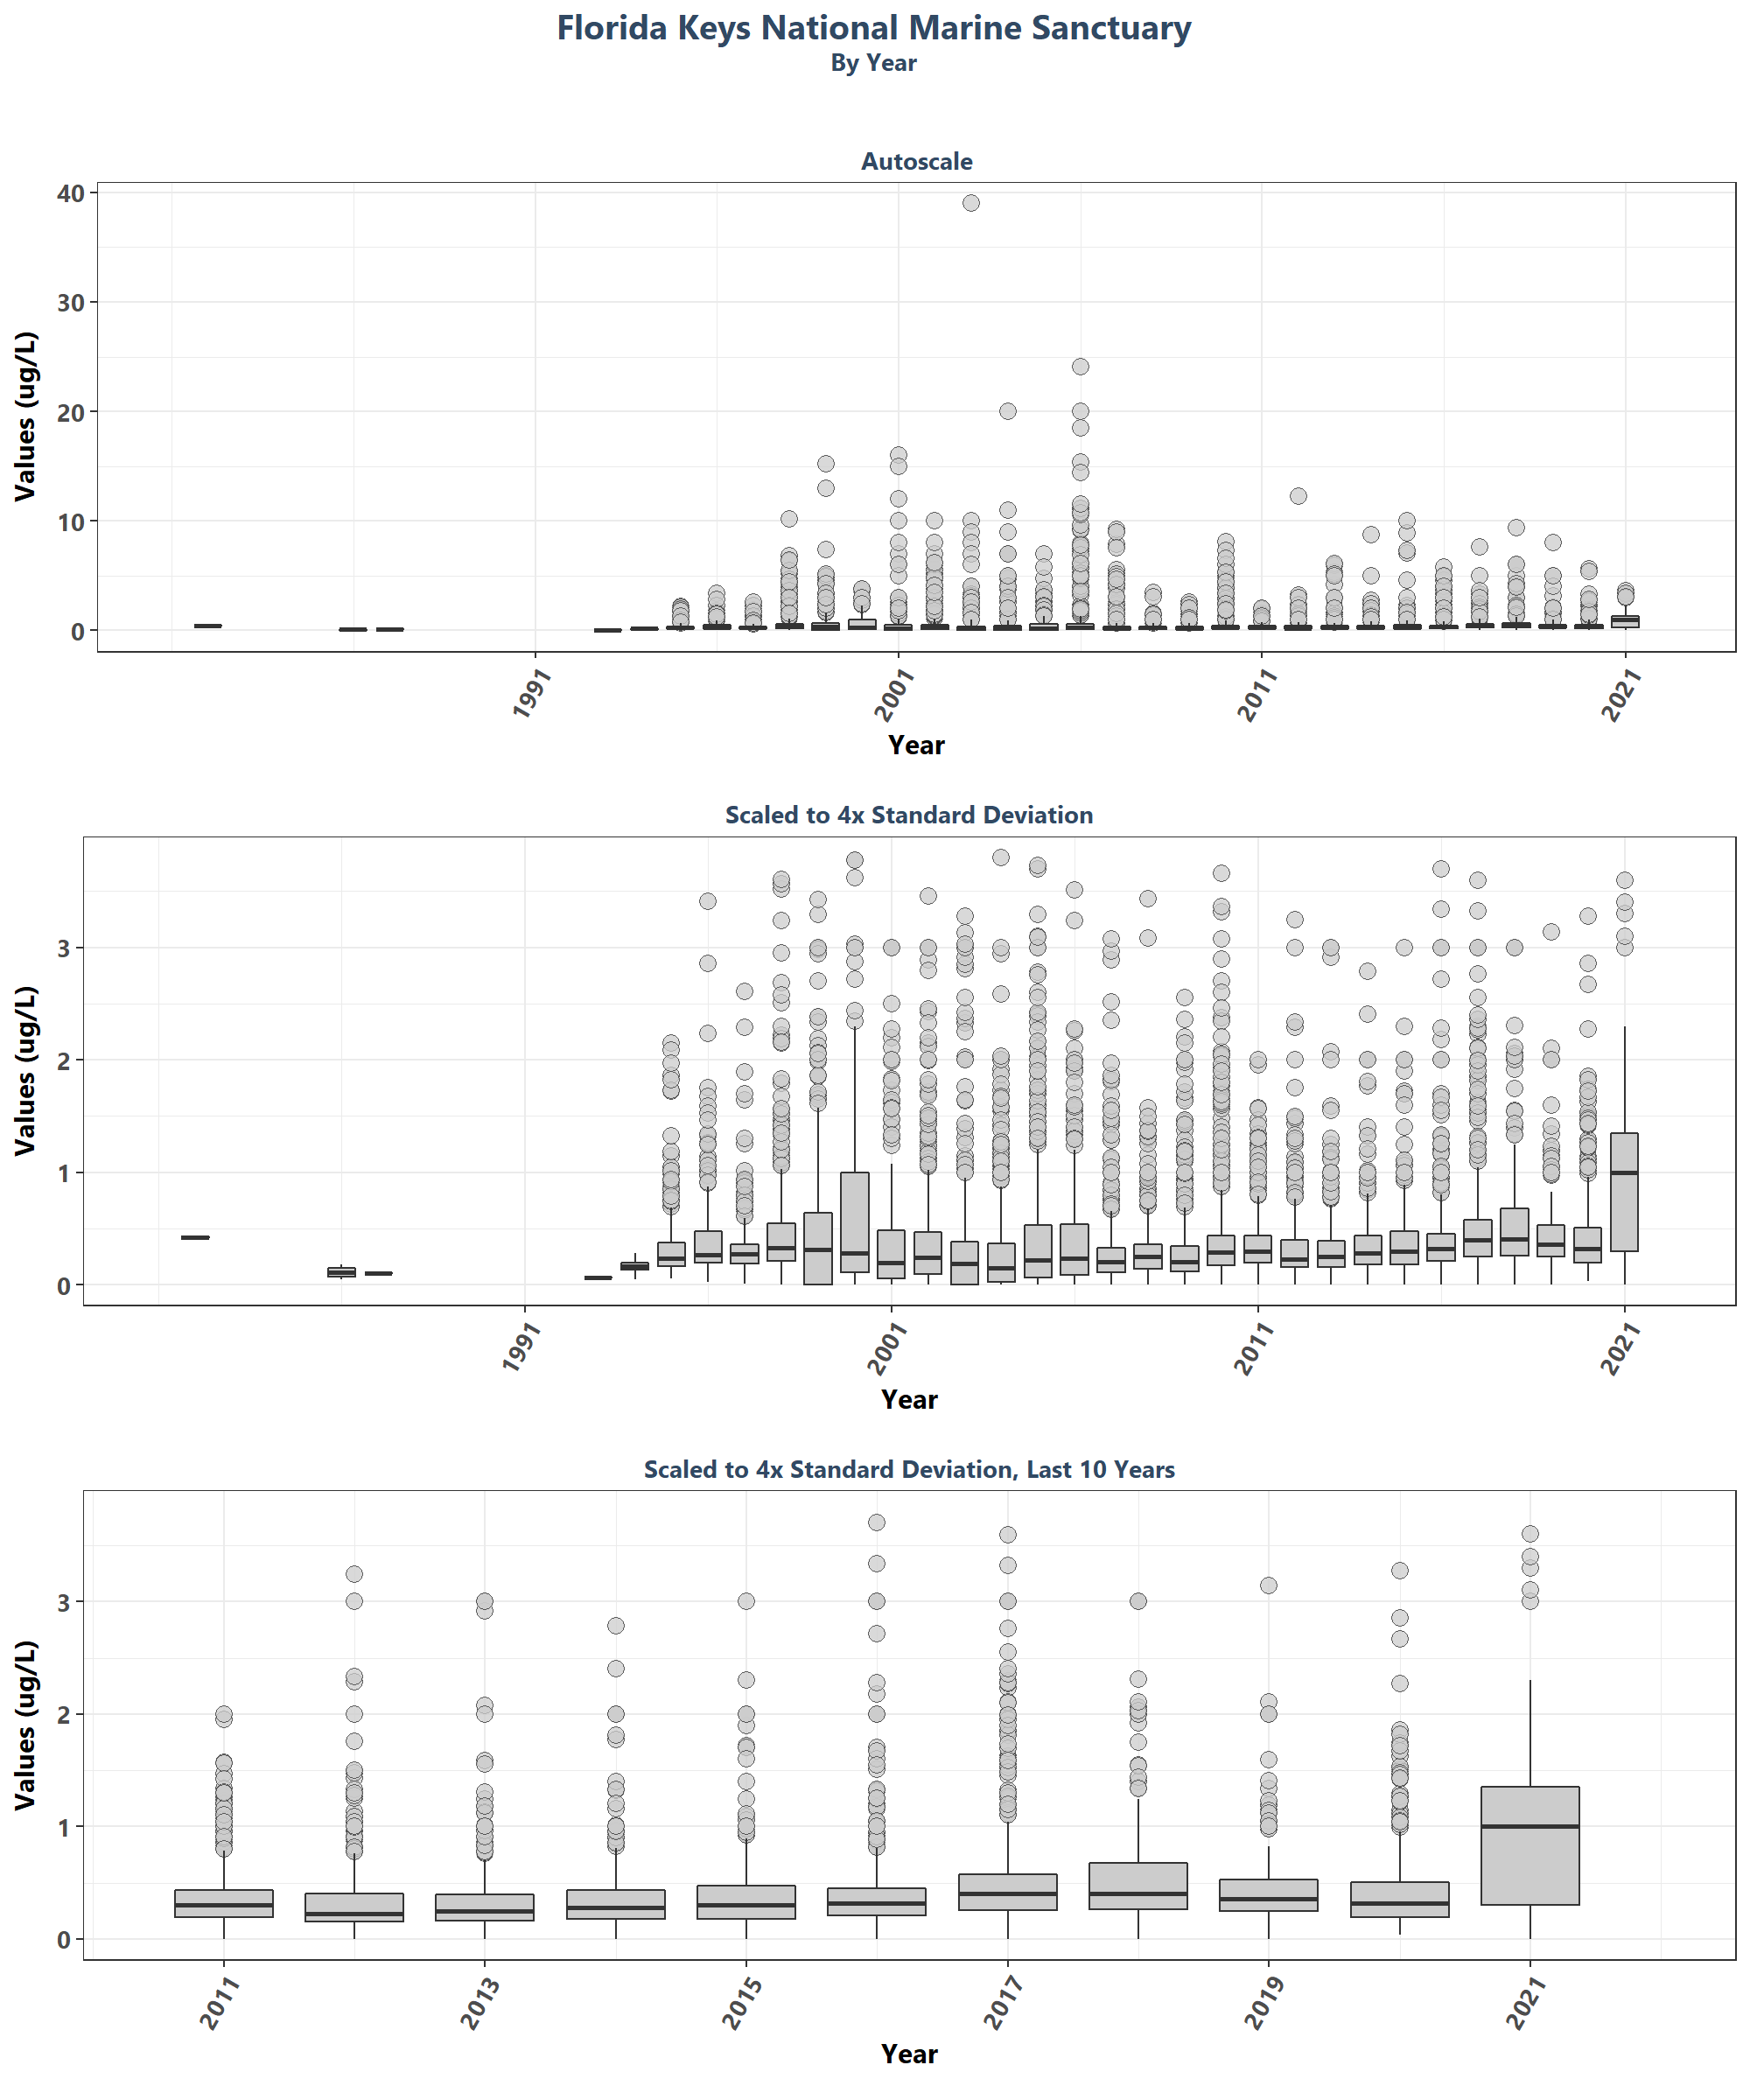 Florida Keys National Marine Sanctuary
By Year
Autoscale
40
30
20
10
0
Values (ug/L)
1991
2001
2011
2021
Year
Scaled to 4x Standard Deviation
3
2
1
0
Values (ug/L)
1991
2001
2011
2021
Year
Scaled to 4x Standard Deviation, Last 10 Years
3
2
1
0
Values (ug/L)
2011
2013
2015
2017
2019
2021
Year